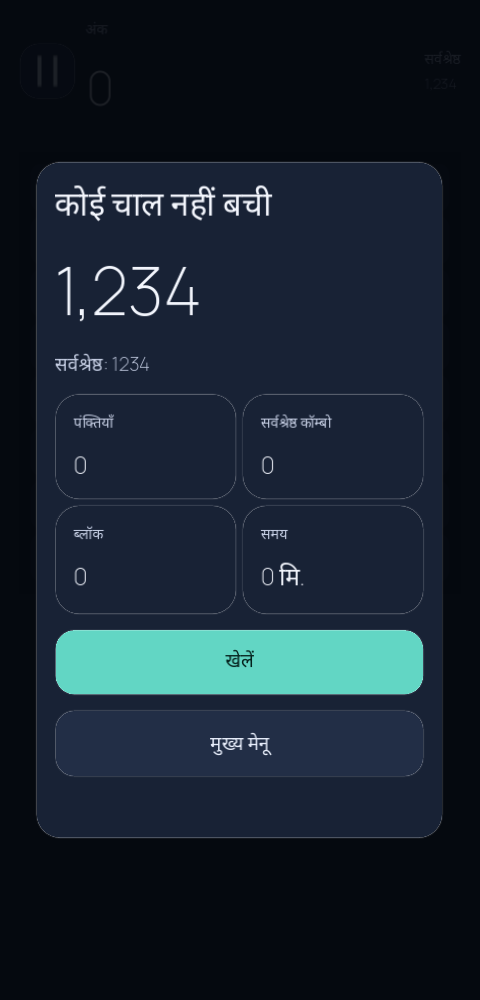 अंक
0
सर्वश्रेष्ठ
1,234
कोई चाल नहीं बची
1,234
सर्वश्रेष्ठ: 1234
पंक्तियाँ
0
सर्वश्रेष्ठ कॉम्बो
0
ब्लॉक
0
समय
0 मि.
खेलें
मुख्य मेनू